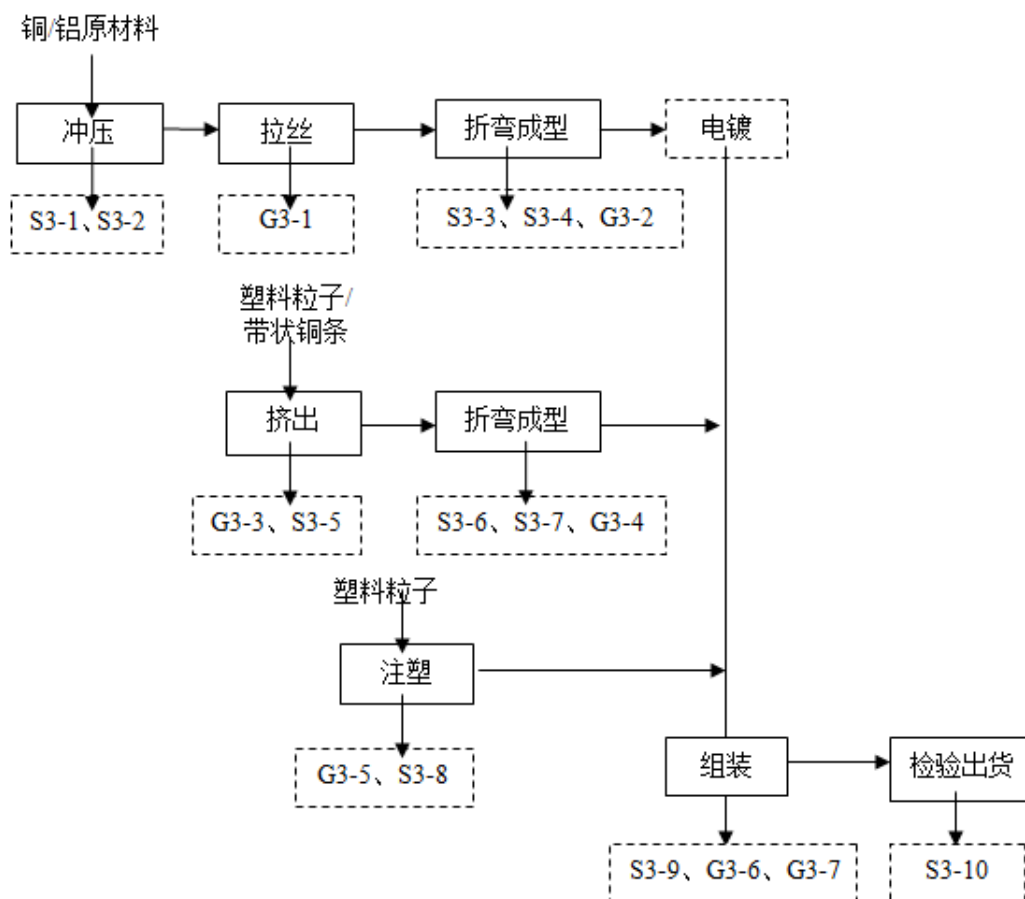 铜/铝原材料
冲压
拉丝
折弯成型
电镀
S3-1、S3-2
G3-1
S3-3、S3-4、G3-2
塑料粒子/
带状铜条
挤出
折弯成型
G3-3、S3-5
S3-6、S3-7、G3-4
塑料粒子
注塑
G3-5、S3-8
组装
检验出货
S3-9、G3-6、G3-7
S3-10